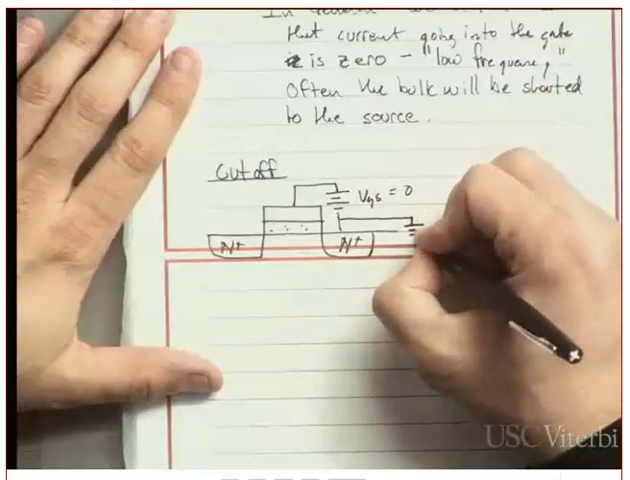 In
that current going into the gate
is zero - "low frequency"
Often the bulk will be shorted
to the source.
Cutoff
Vgs = 0
N+ N+
USC Viterbi